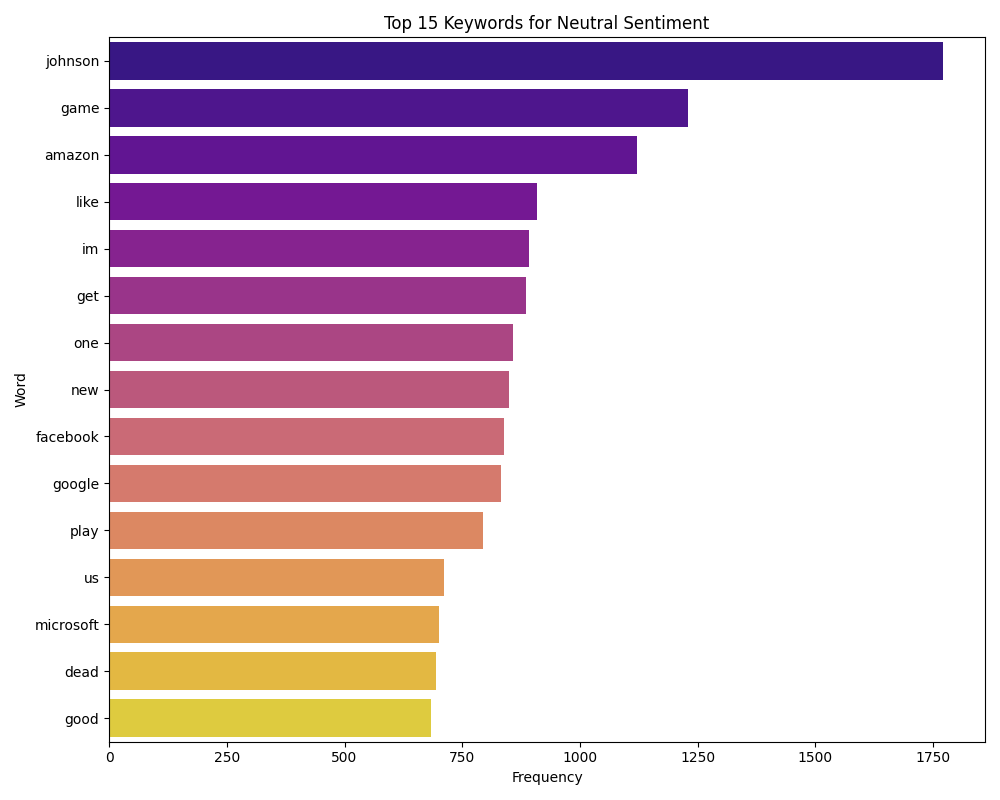 Top 15 Keywords for Neutral Sentiment
johnson
game
amazon
like
im
get
one
new
facebook
google
play
us
microsoft
dead
good
Word
0 250 500 750 1000 1250 1500 1750
Frequency